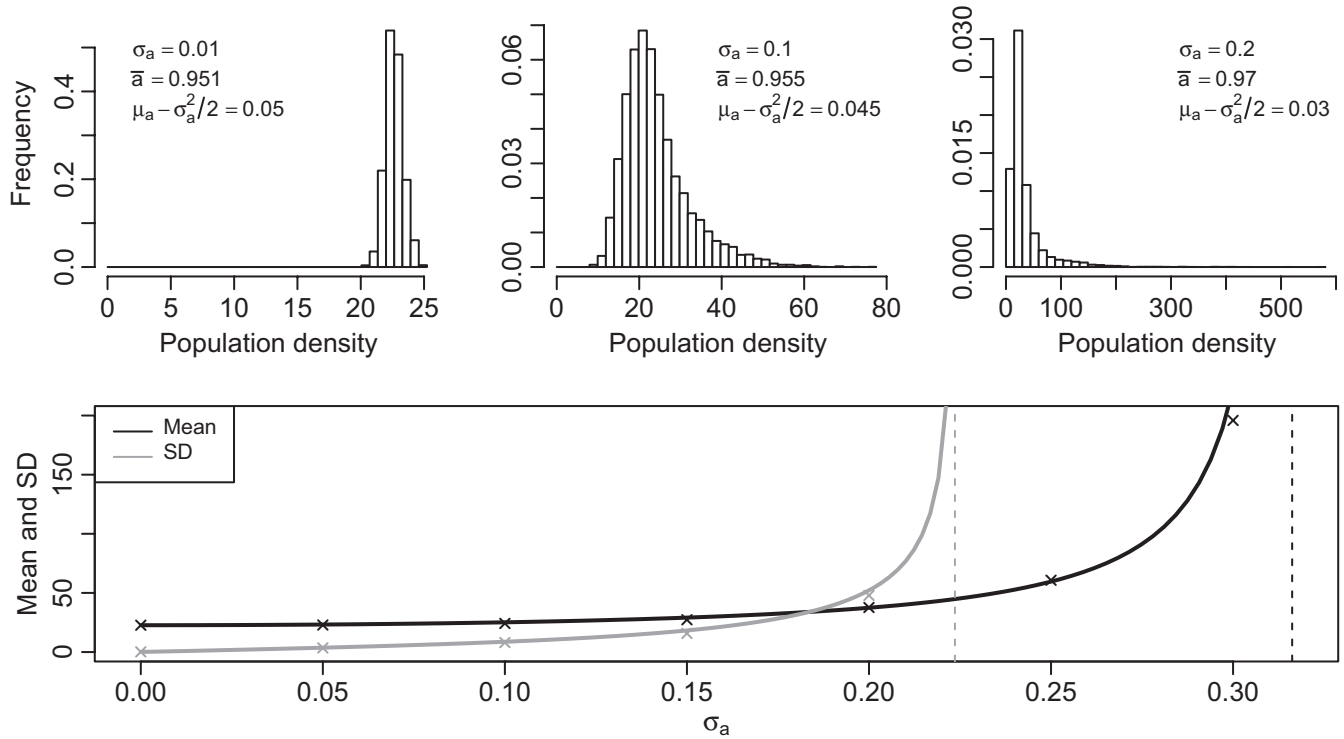 σa = 0.01
a̅ = 0.951
μa − σa²/2 = 0.05
Frequency
0.0 0.2 0.4
0 5 10 15 20 25
Population density
σa = 0.1
a̅ = 0.955
μa − σa²/2 = 0.045
0.00 0.03 0.06
0 20 40 60 80
Population density
σa = 0.2
a̅ = 0.97
μa − σa²/2 = 0.03
0.000 0.015 0.030
0 100 300 500
Population density
Mean
SD
Mean and SD
0 50 150
0.00 0.05 0.10 0.15 0.20 0.25 0.30
σa